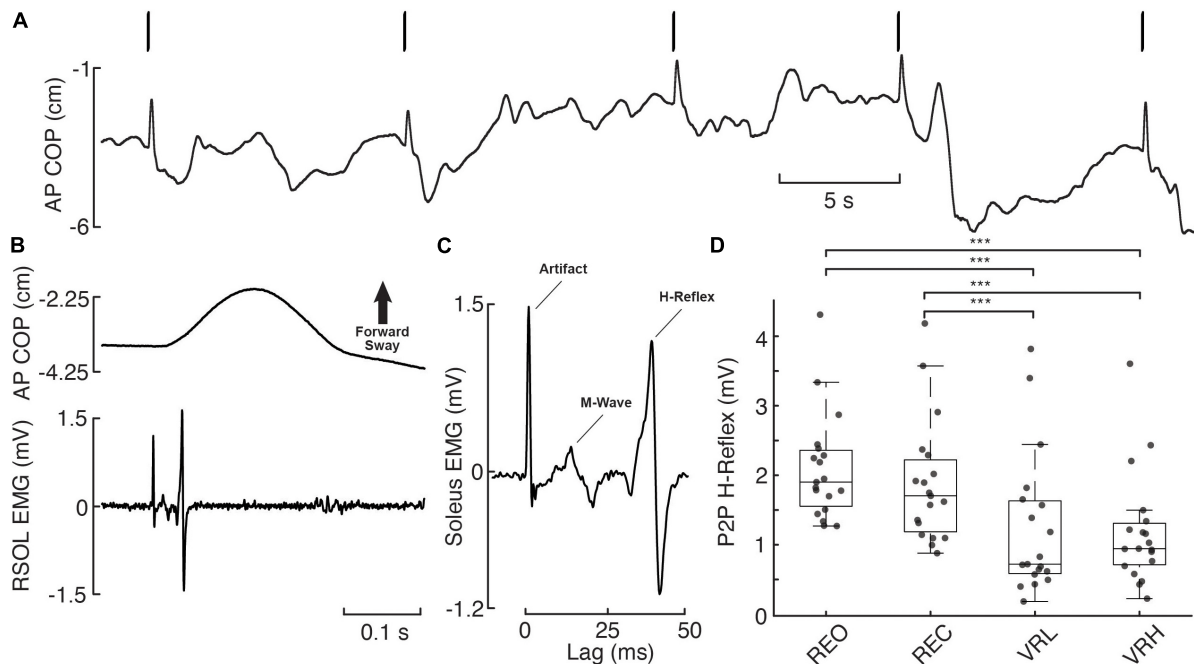 A
-1
AP COP (cm)
-6
5 s
B
AP COP (cm)
-2.25
-4.25
Forward
Sway
RSOL EMG (mV)
1.5
0
-1.5
0.1 s
C
Artifact
H-Reflex
M-Wave
Soleus EMG (mV)
1.5
0
-1.2
0 25 50
Lag (ms)
D
***
***
***
***
P2P H-Reflex (mV)
4
3
2
1
0
REO REC VRL VRH